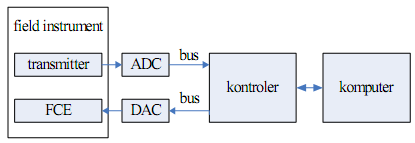 field instrument
transmitter
ADC
bus
kontroler
komputer
FCE
DAC
bus